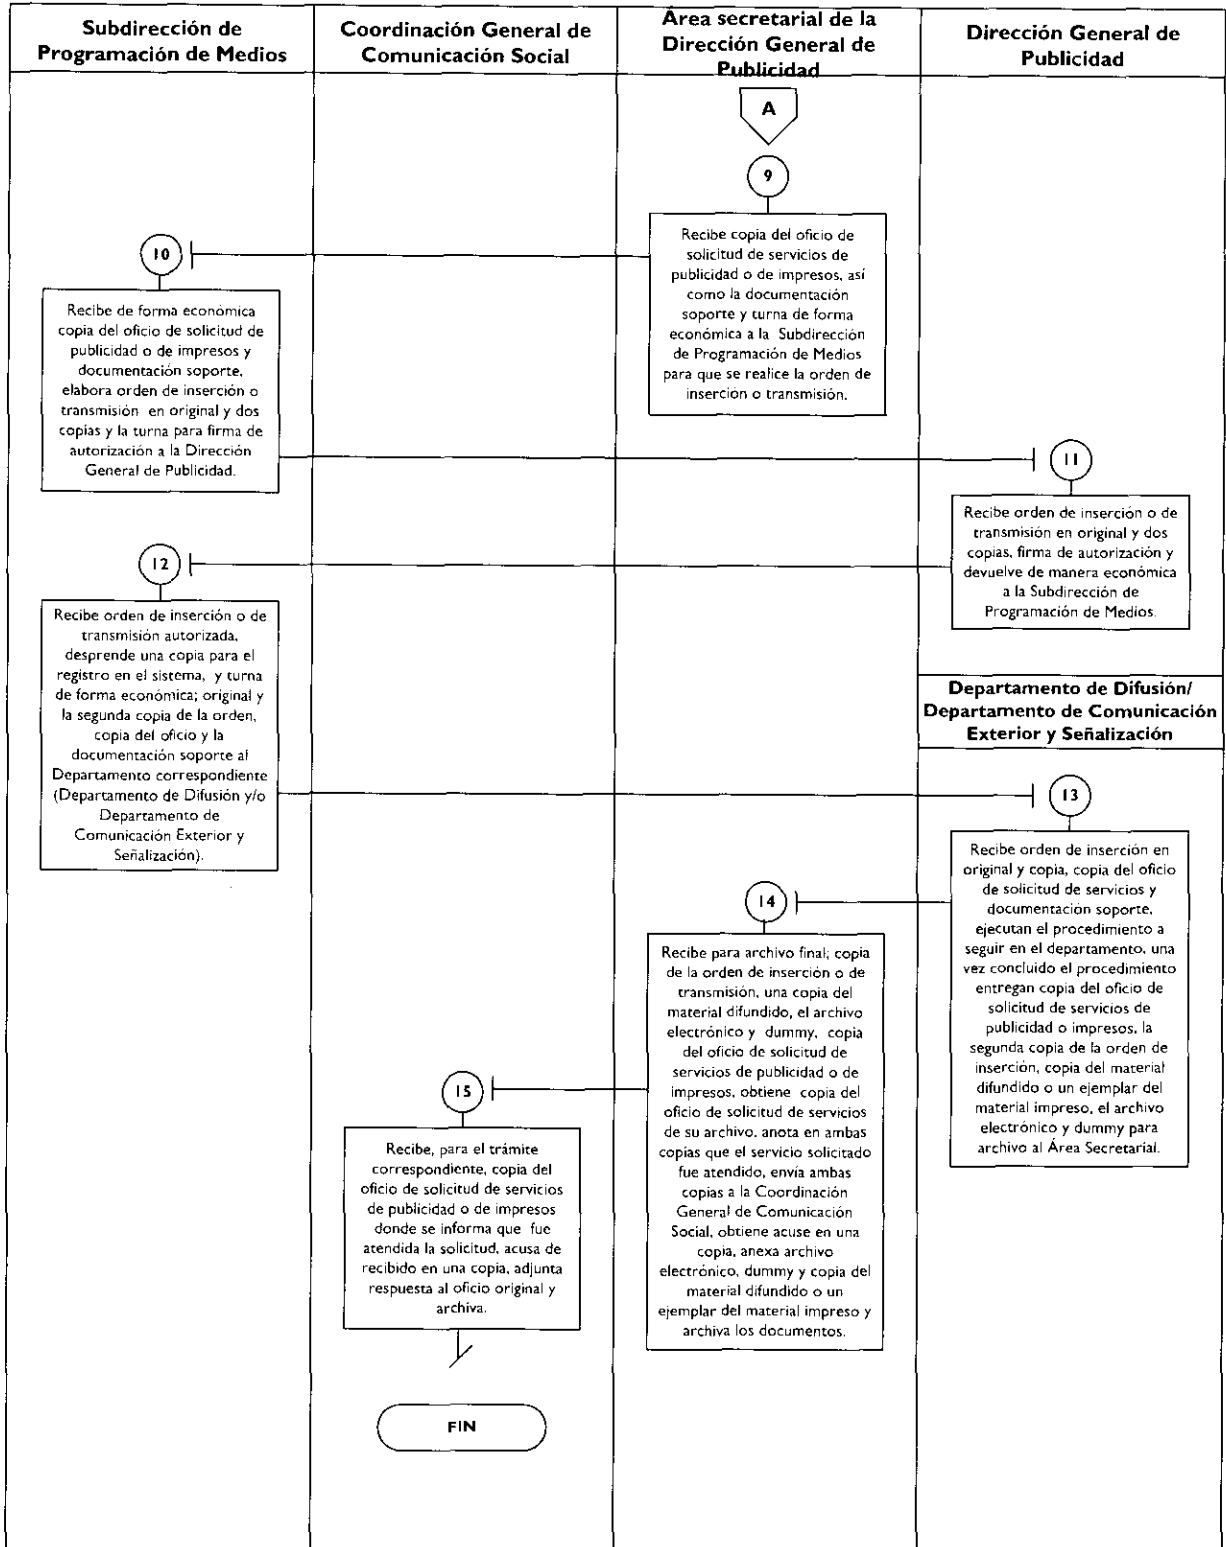 Subdirección de
Programación de Medios
Coordinación General de
Comunicación Social
Área secretarial de la
Dirección General de
Publicidad
Dirección General de
Publicidad
A
9
Recibe copia del oficio de
solicitud de servicios de
publicidad o de impresos, así
como la documentación
soporte y turna de forma
económica a la Subdirección
de Programación de Medios
para que se realice la orden de
inserción o transmisión.
10
Recibe de forma económica
copia del oficio de solicitud de
publicidad o de impresos y
documentación soporte,
elabora orden de inserción o
transmisión en original y dos
copias y la turna para firma de
autorización a la Dirección
General de Publicidad.
11
Recibe orden de inserción o de
transmisión en original y dos
copias, firma de autorización y
devuelve de manera económica
a la Subdirección de
Programación de Medios.
12
Recibe orden de inserción o de
transmisión autorizada,
desprende una copia para el
registro en el sistema, y turna
de forma económica; original y
la segunda copia de la orden,
copia del oficio y la
documentación soporte al
Departamento correspondiente
(Departamento de Difusión y/o
Departamento de
Comunicación Exterior y
Señalización).
Departamento de Difusión/
Departamento de Comunicación
Exterior y Señalización
13
Recibe orden de inserción en
original y copia, copia del oficio
de solicitud de servicios y
documentación soporte,
ejecutan el procedimiento a
seguir en el departamento, una
vez concluido el procedimiento
entregan copia del oficio de
solicitud de servicios de
publicidad o impresos, la
segunda copia de la orden de
inserción, copia del material
difundido o un ejemplar del
material impreso, el archivo
electrónico y dummy para
archivo al Área Secretarial.
14
Recibe para archivo final; copia
de la orden de inserción o de
transmisión, una copia del
material difundido, el archivo
electrónico y dummy, copia
del oficio de solicitud de
servicios de publicidad o de
impresos, obtiene copia del
oficio de solicitud de servicios
de su archivo, anota en ambas
copias que el servicio solicitado
fue atendido, envía ambas
copias a la Coordinación
General de Comunicación
Social, obtiene acuse en una
copia, anexa archivo
electrónico, dummy y copia del
material difundido o un
ejemplar del material impreso y
archiva los documentos.
15
Recibe, para el trámite
correspondiente, copia del
oficio de solicitud de servicios
de publicidad o de impresos
donde se informa que fue
atendida la solicitud, acusa de
recibido en una copia, adjunta
respuesta al oficio original y
archiva.
FIN